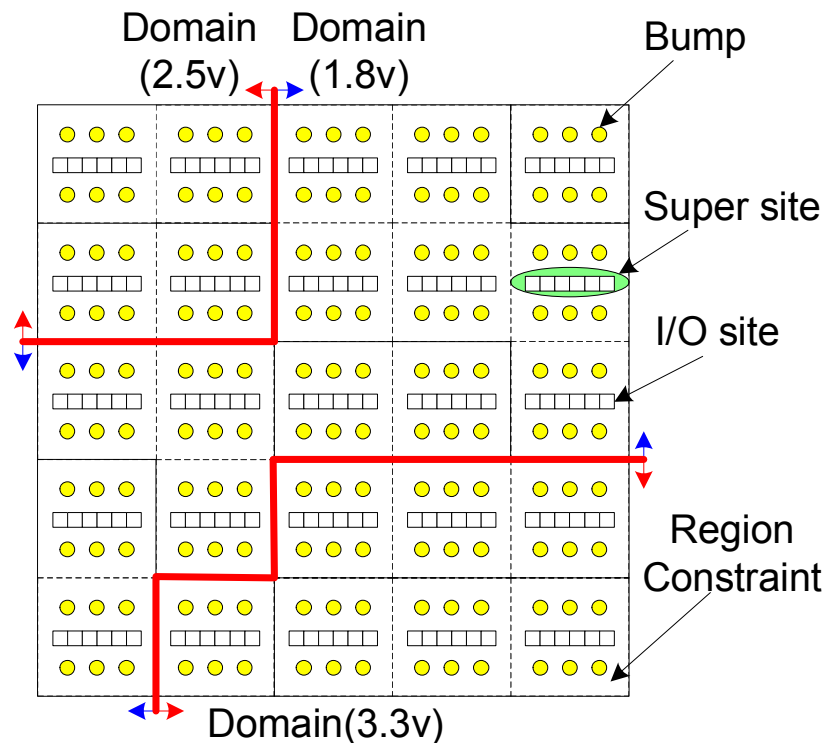 Domain
(2.5v)
Domain
(1.8v)
Bump
Super site
I/O site
Region
Constraint
Domain(3.3v)